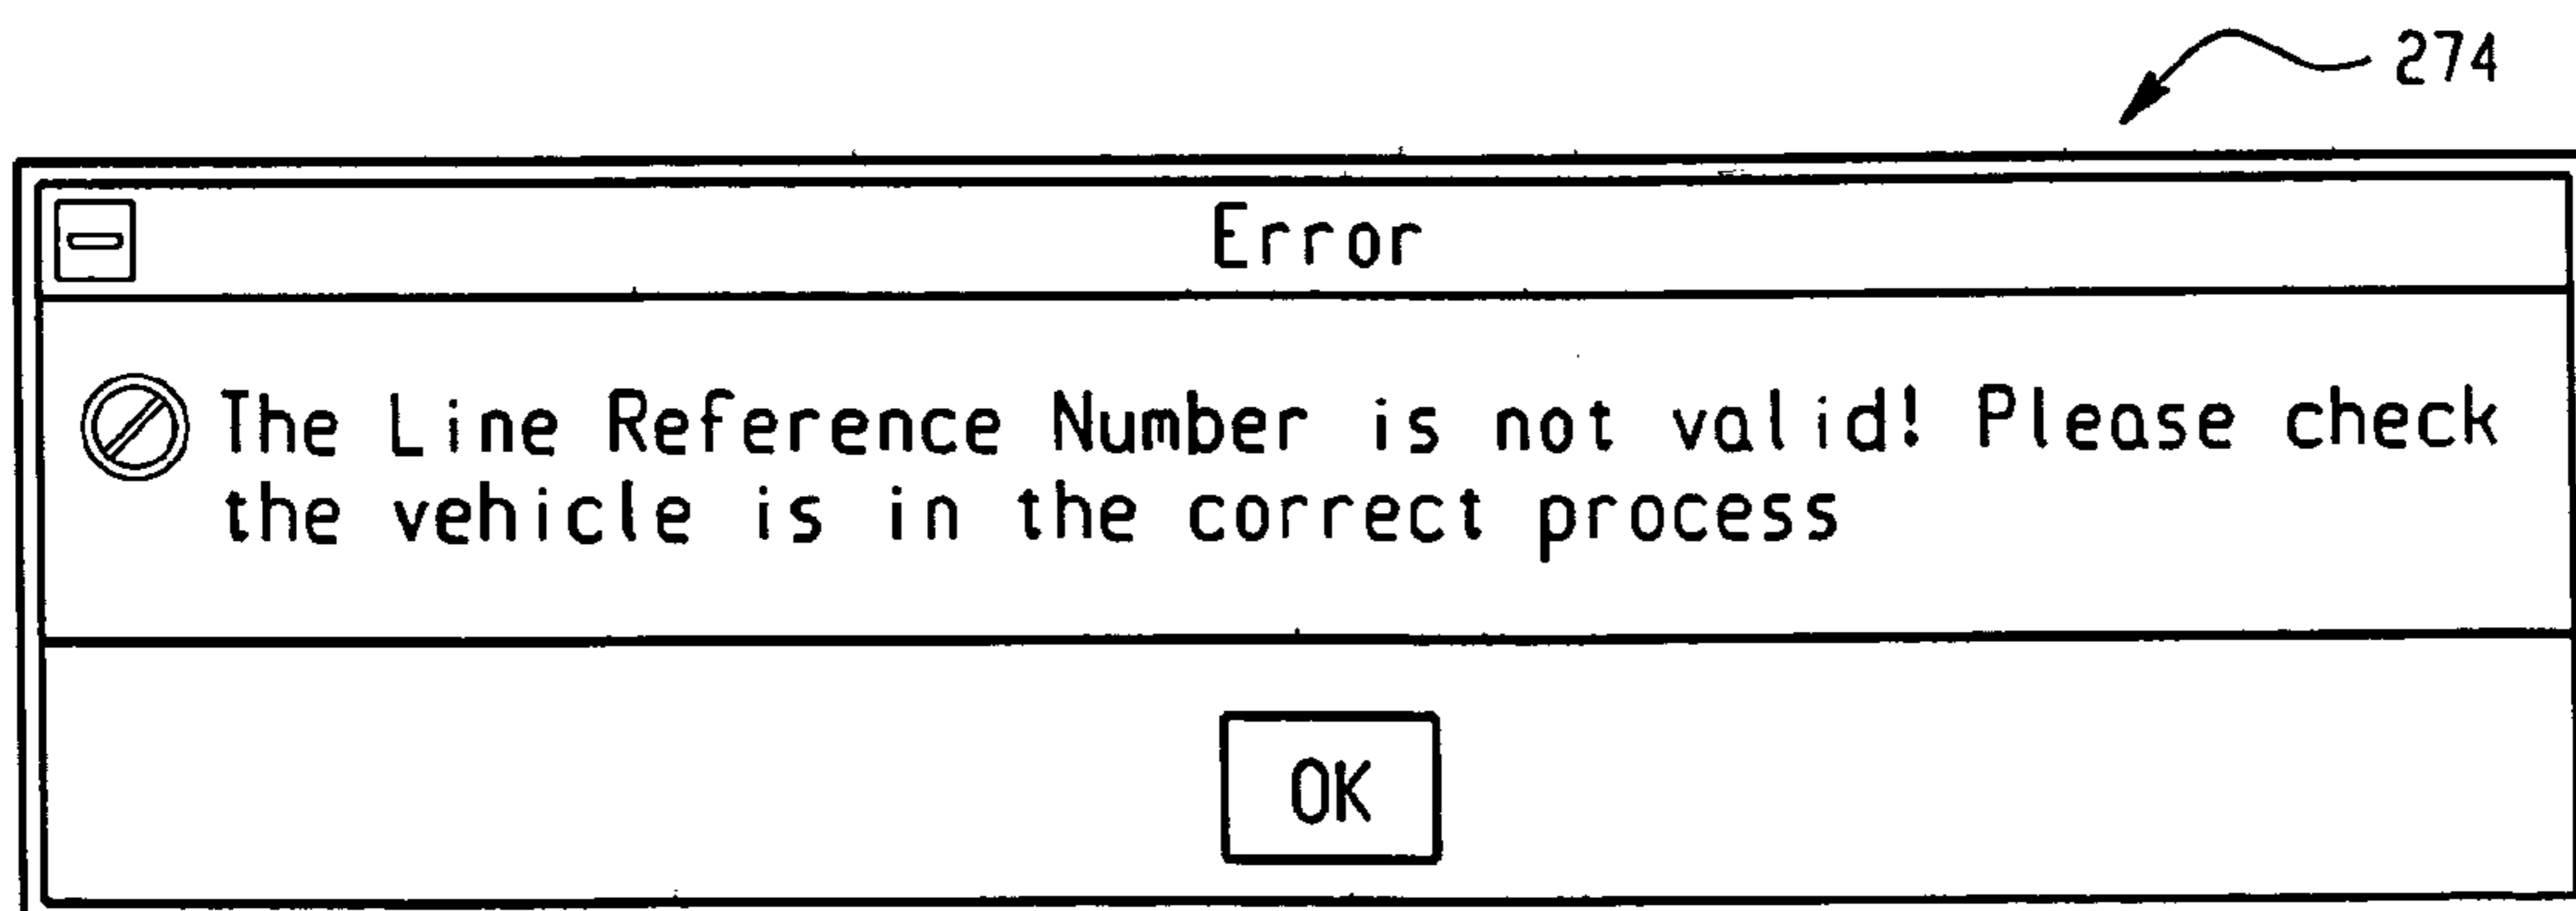 274
Error
The Line Reference Number is not valid! Please check
the vehicle is in the correct process
OK